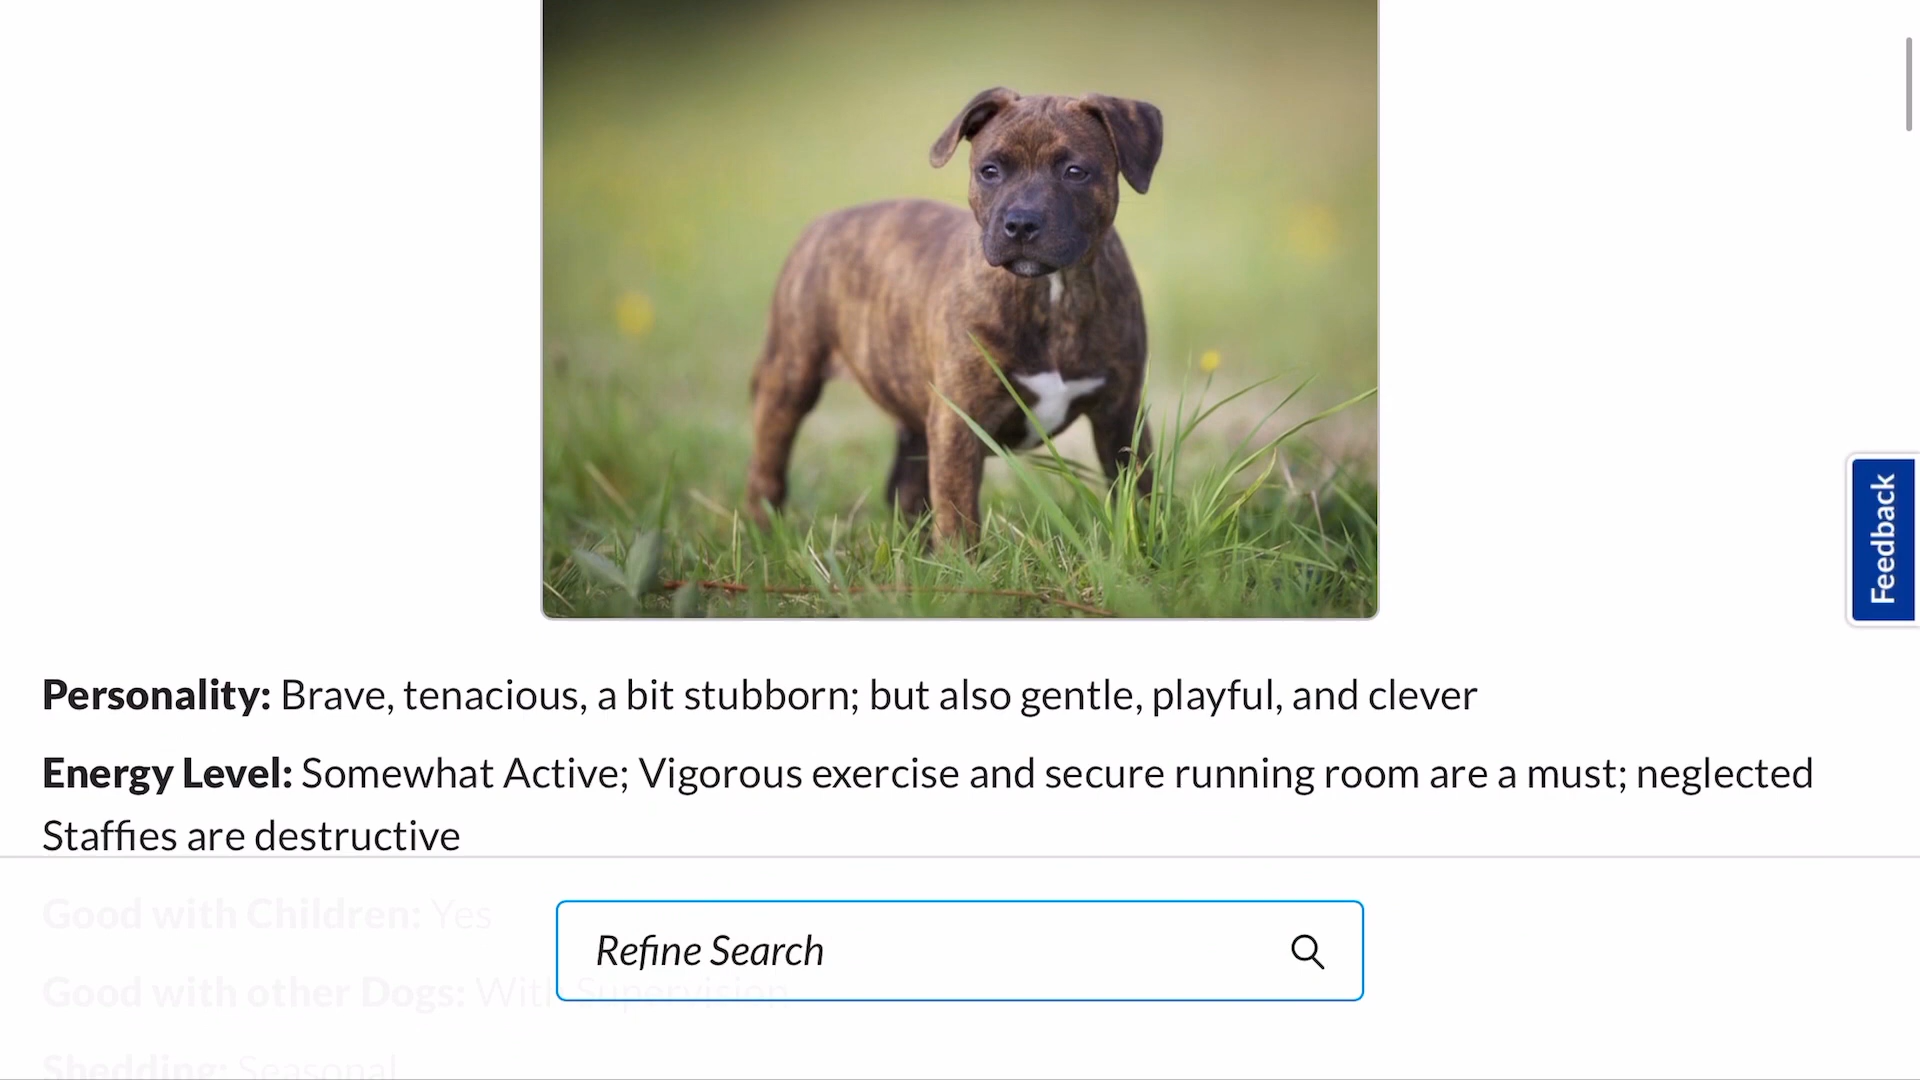 Feedback
Personality: Brave, tenacious, a bit stubborn; but also gentle, playful, and clever
Energy Level: Somewhat Active; Vigorous exercise and secure running room are a must; neglected
Staffies are destructive
Good with Children: Yes
Refine Search
Good with other Dogs: With Supervision
Shedding: Seasonal